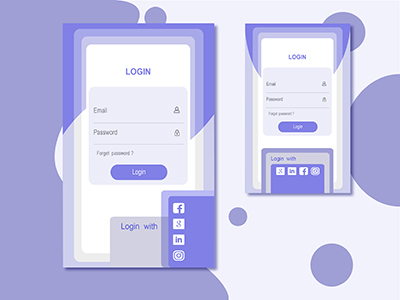 LOGIN
Email
Password
Forget password ?
Login
Login with
LOGIN
Email
Password
Forget password ?
Login
Login with